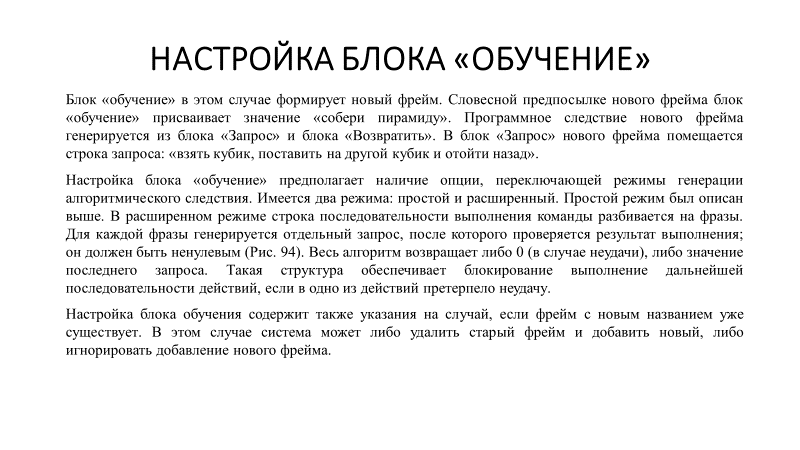 НАСТРОЙКА БЛОКА «ОБУЧЕНИЕ»
Блок «обучение» в этом случае формирует новый фрейм. Словесной предпосылке нового фрейма блок
«обучение» присваивает значение «собери пирамиду». Программное следствие нового фрейма
генерируется из блока «Запрос» и блока «Возвратить». В блок «Запрос» нового фрейма помещается
строка запроса: «взять кубик, поставить на другой кубик и отойти назад».
Настройка блока «обучение» предполагает наличие опции, переключающей режимы генерации
алгоритмического следствия. Имеется два режима: простой и расширенный. Простой режим был описан
выше. В расширенном режиме строка последовательности выполнения команды разбивается на фразы.
Для каждой фразы генерируется отдельный запрос, после которого проверяется результат выполнения;
он должен быть ненулевым (Рис. 94). Весь алгоритм возвращает либо 0 (в случае неудачи), либо значение
последнего запроса. Такая структура обеспечивает блокирование выполнение дальнейшей
последовательности действий, если в одно из действий претерпело неудачу.
Настройка блока обучения содержит также указания на случай, если фрейм с новым названием уже
существует. В этом случае система может либо удалить старый фрейм и добавить новый, либо
игнорировать добавление нового фрейма.